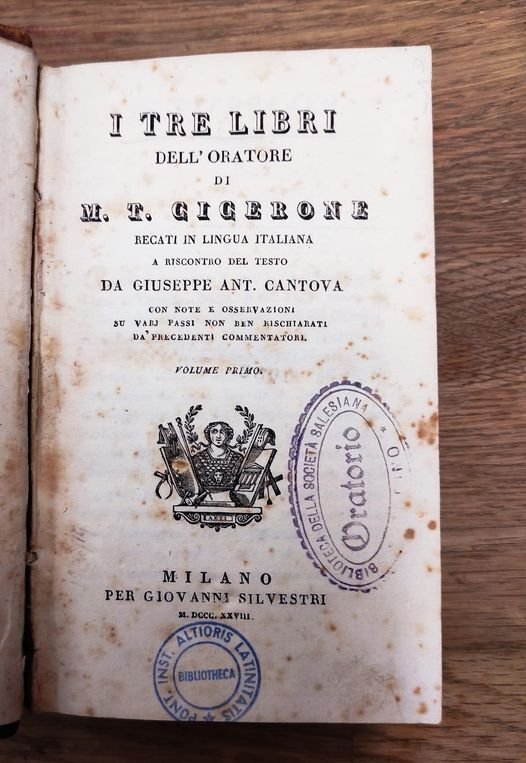 I TRE LIBRI
DELL' ORATORE
DI
M. T. CICERONE
RECATI IN LINGUA ITALIANA
A RISCONTRO DEL TESTO
DA GIUSEPPE ANT. CANTOVA
CON NOTE E OSSERVAZIONI
SU VARJ PASSI NON BEN RISCHIARATI
DA' PRECEDENTI COMMENTATORI.
VOLUME PRIMO.
BIBLIOTECA DELLA SOCIETÀ SALESIANA
Oratorio
MILANO
PER GIOVANNI SILVESTRI
M. DCCC. XXVIII.
PONT. INST. ALTIORIS LATINITATIS
BIBLIOTHECA